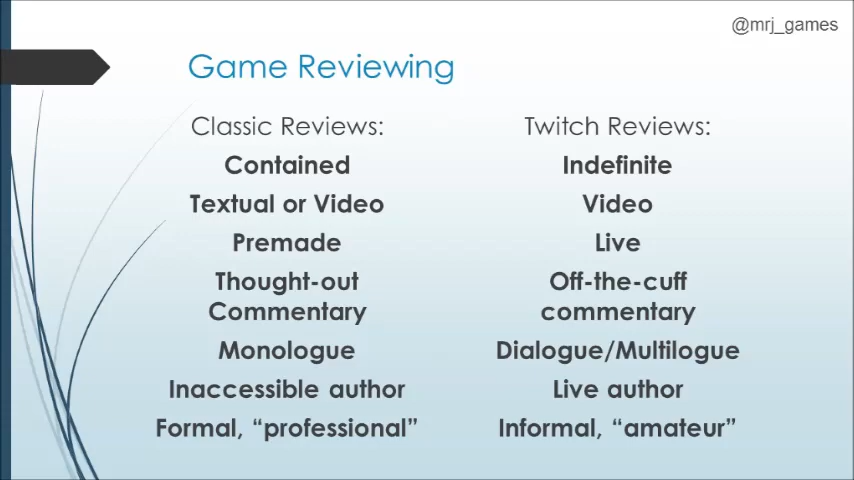 @mrj_games
Game Reviewing
Classic Reviews:
Contained
Textual or Video
Premade
Thought-out
Commentary
Monologue
Inaccessible author
Formal, “professional”
Twitch Reviews:
Indefinite
Video
Live
Off-the-cuff
commentary
Dialogue/Multilogue
Live author
Informal, “amateur”